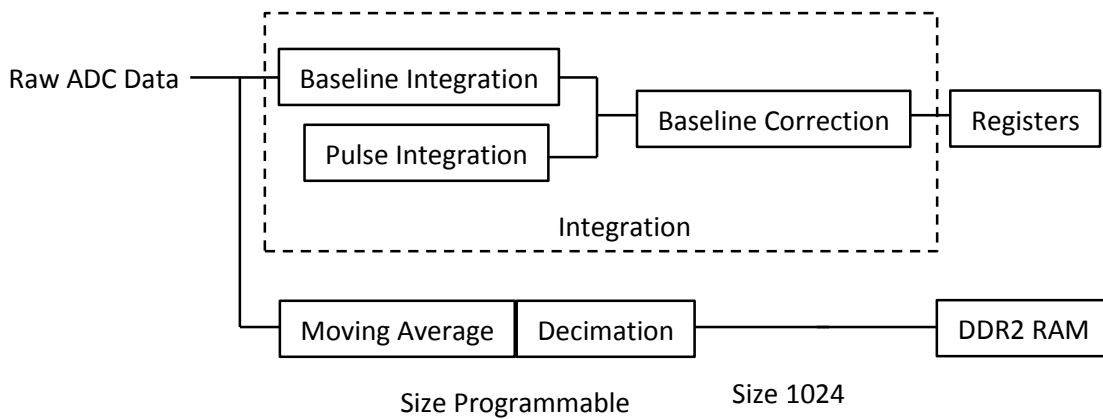 Raw ADC Data
Baseline Integration
Pulse Integration
Baseline Correction
Registers
Integration
Moving Average
Decimation
DDR2 RAM
Size Programmable
Size 1024